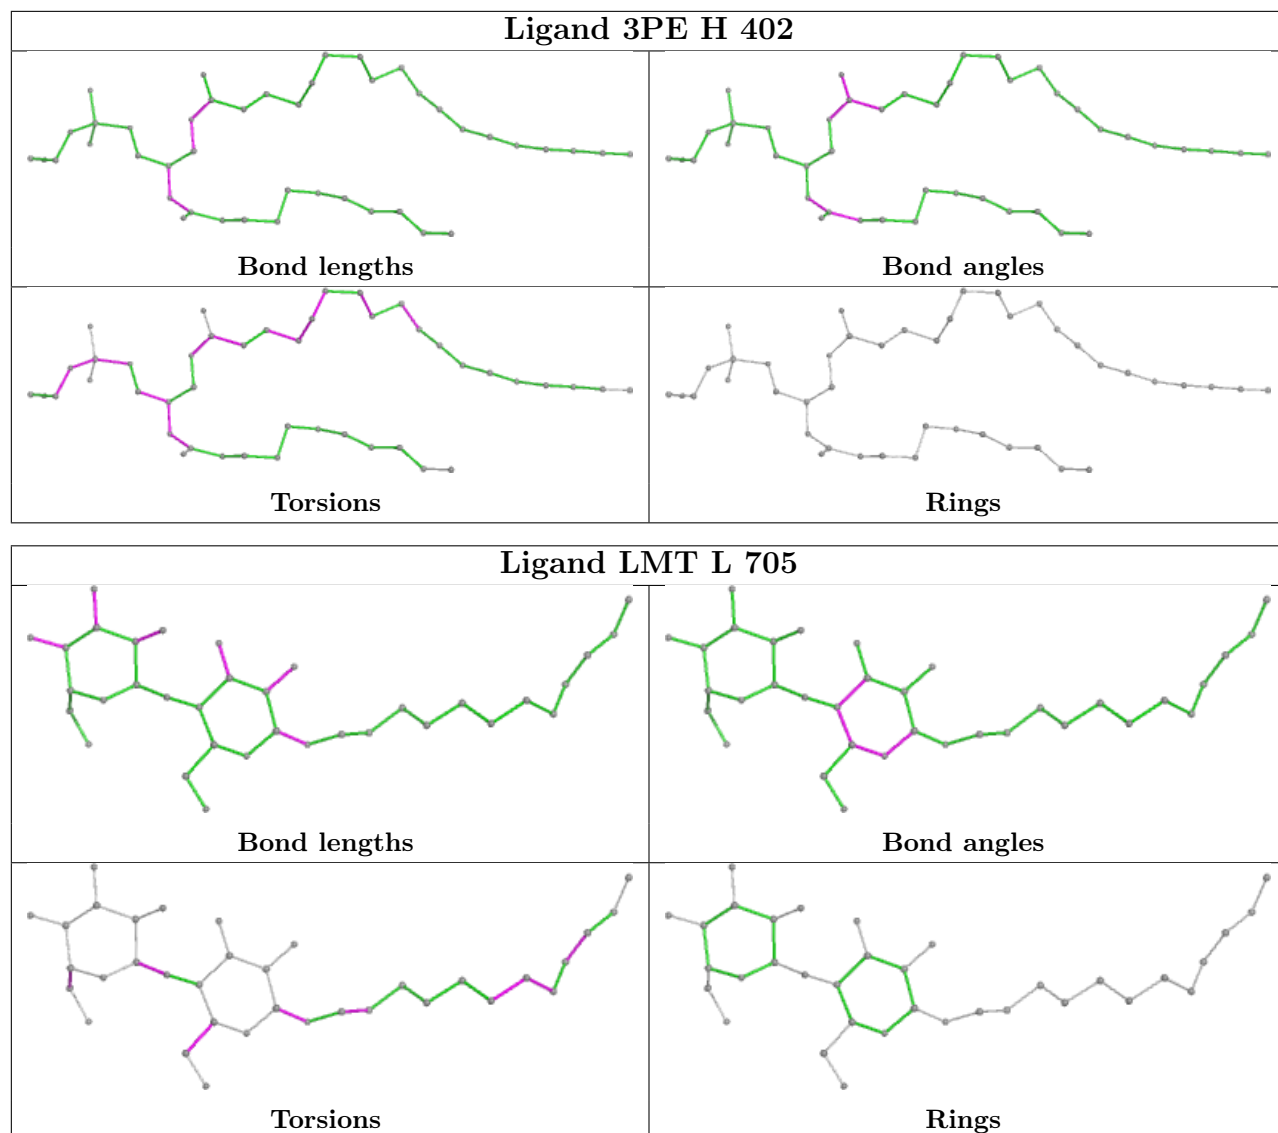 Ligand 3PE H 402
Bond lengths
Bond angles
Torsions
Rings
Ligand LMT L 705
Bond lengths
Bond angles
Torsions
Rings